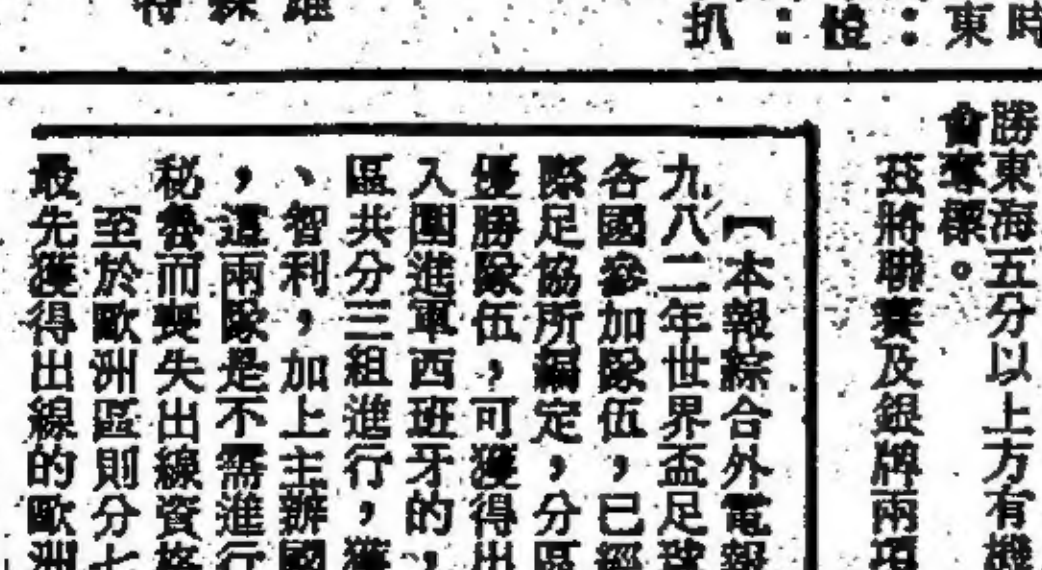 時
東：
燈：
扒
雄
森
特
勝東海五分以上方有機
會奪標。
茲將聯賽及銀牌兩項
【本報綜合外電報
九八二年世界盃足
各國參加隊伍，已經
際足協所編定，分區
優勝隊伍，可獲得出
入圍進軍西班牙的，
區共分三組進行，獲
、智利，加上主辦國
，這兩隊是不需進行
秘魯而喪失出線資格
至於歐洲區則分七
最先獲得出線的歐洲